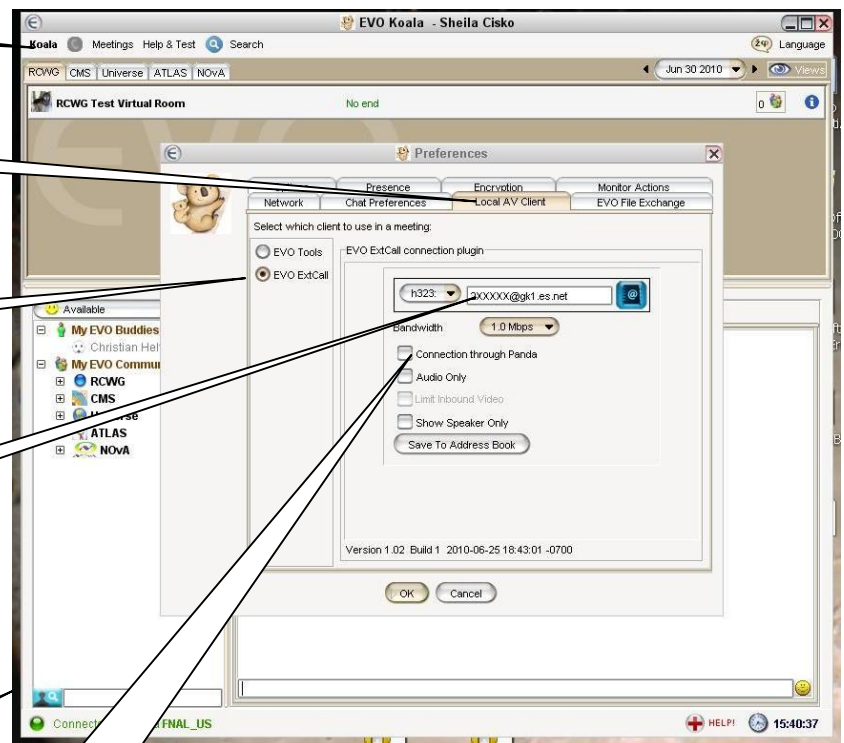 EVO Koala - Sheila Cisko
Koala Meetings Help & Test Search Language
RCWG CMS Universe ATLAS NOvA Jun 30 2010 Views
RCWG Test Virtual Room No end 0
EVO
Preferences
Presence Encryption Monitor Actions
Network Chat Preferences Local AV Client EVO File Exchange
Select which client to use in a meeting:
EVO Tools
EVO ExtCall
EVO ExtCall connection plugin
h323: XXXXX@gk1.es.net
Bandwidth 1.0 Mbps
Connection through Panda
Audio Only
Limit Inbound Video
Show Speaker Only
Save To Address Book
Version 1.02 Build 1 2010-06-25 18:43:01 -0700
OK Cancel
Available
My EVO Buddies
Christian Hel
My EVO Commu
RCWG
CMS
ATLAS
NOvA
Connect FNAL_US HELP! 15:40:37